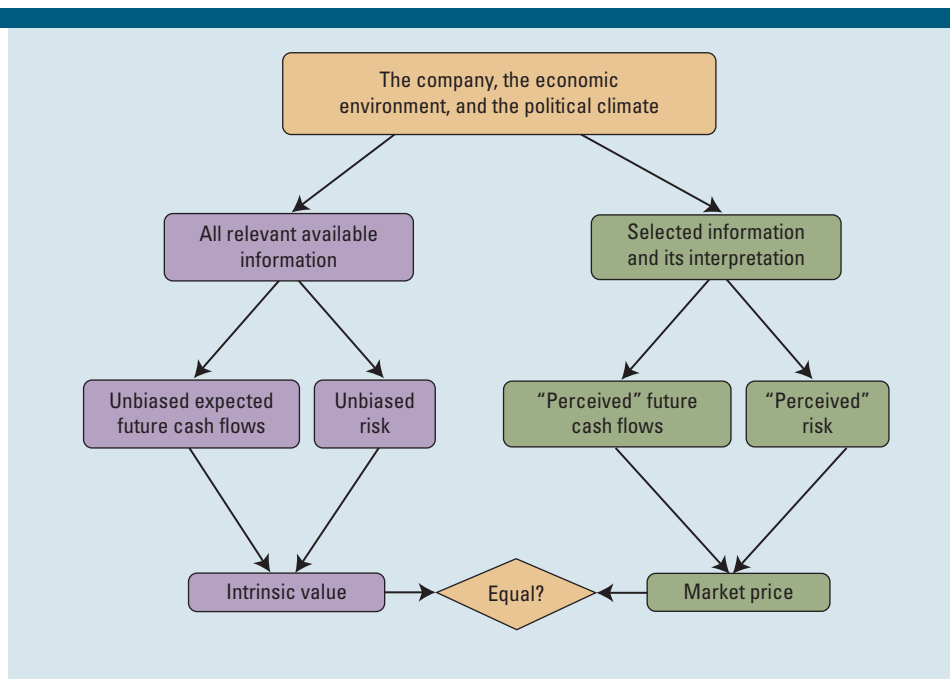 The company, the economic
environment, and the political climate
All relevant available
information
Selected information
and its interpretation
Unbiased expected
future cash flows
Unbiased
risk
“Perceived” future
cash flows
“Perceived”
risk
Intrinsic value
Equal?
Market price